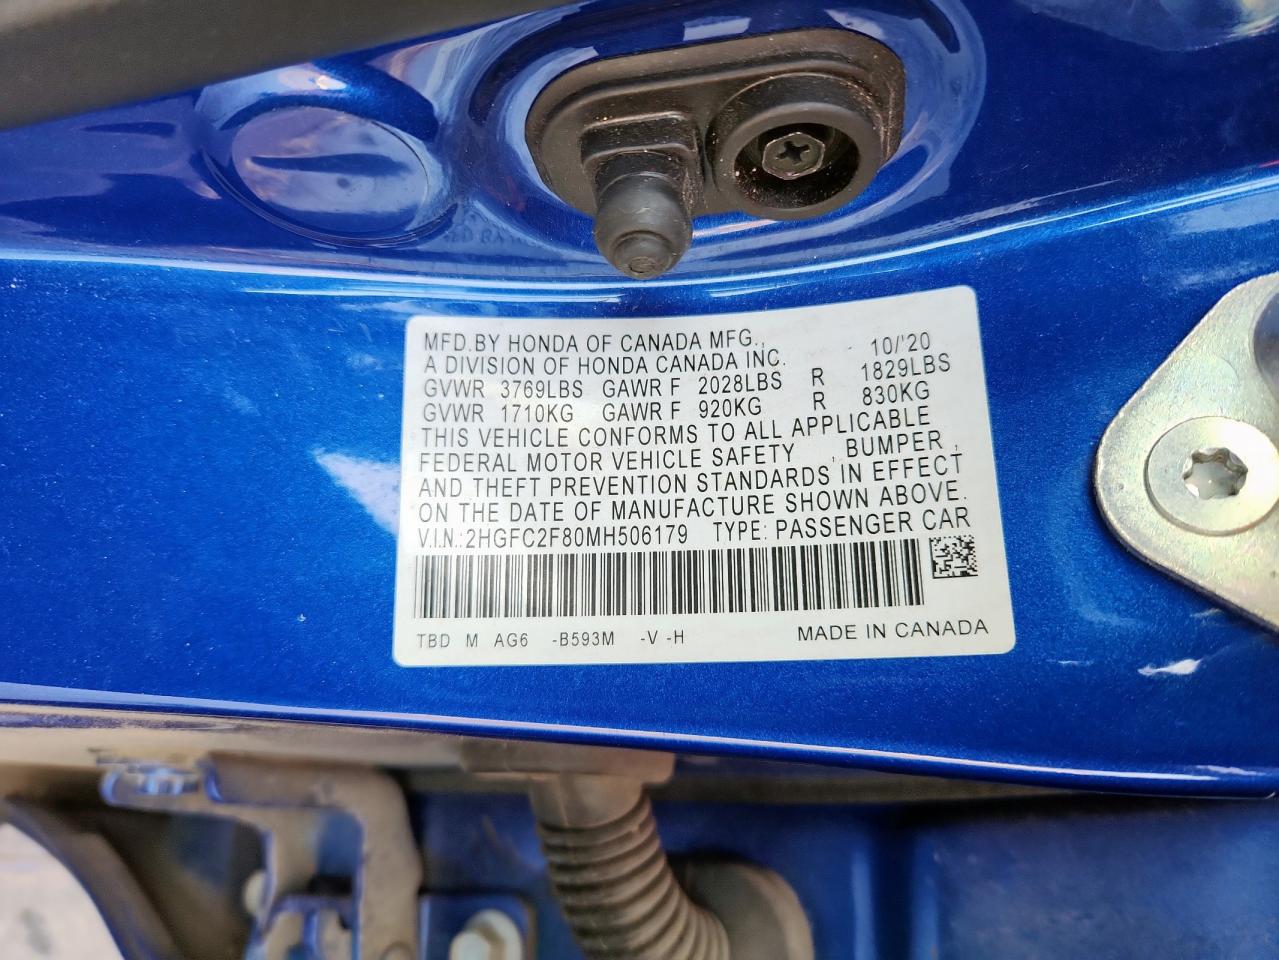 MFD.BY HONDA OF CANADA MFG., 10/'20
A DIVISION OF HONDA CANADA INC.
GVWR 3769LBS GAWR F 2028LBS R 1829LBS
GVWR 1710KG GAWR F 920KG R 830KG
THIS VEHICLE CONFORMS TO ALL APPLICABLE
FEDERAL MOTOR VEHICLE SAFETY , BUMPER ,
AND THEFT PREVENTION STANDARDS IN EFFECT
ON THE DATE OF MANUFACTURE SHOWN ABOVE.
V.I.N.:2HGFC2F80MH506179 TYPE: PASSENGER CAR
TBD M AG6 -B593M -V -H MADE IN CANADA